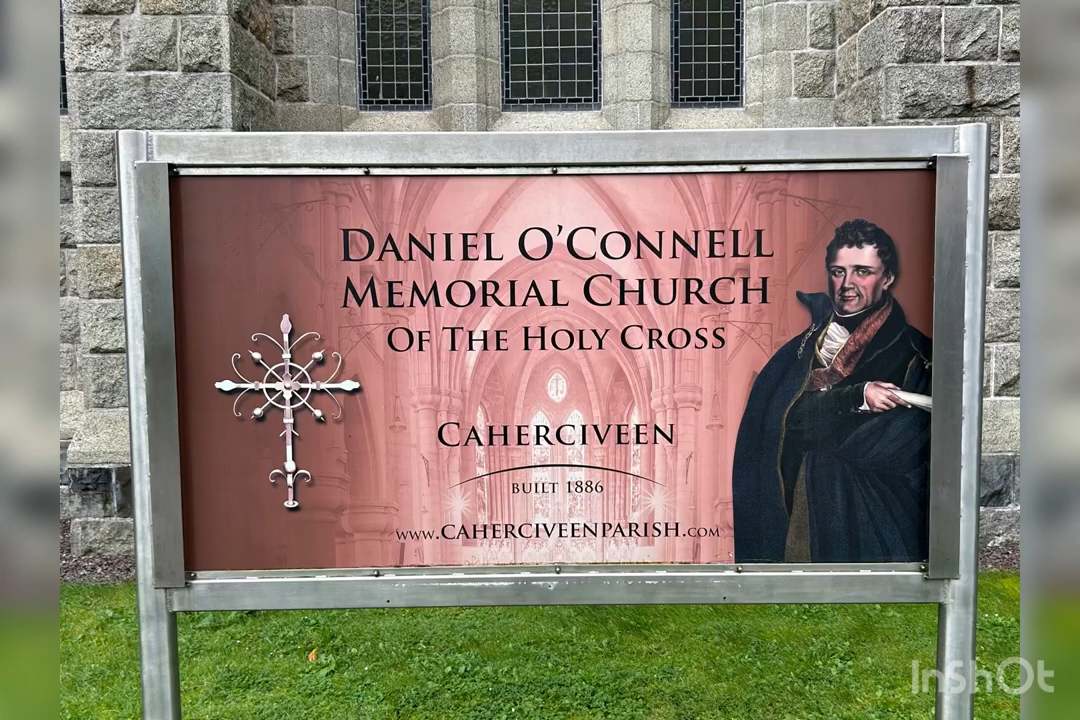 Daniel O'Connell
Memorial Church
Of The Holy Cross
Caherciveen
built 1886
www.caherciveenparish.com
InShOt